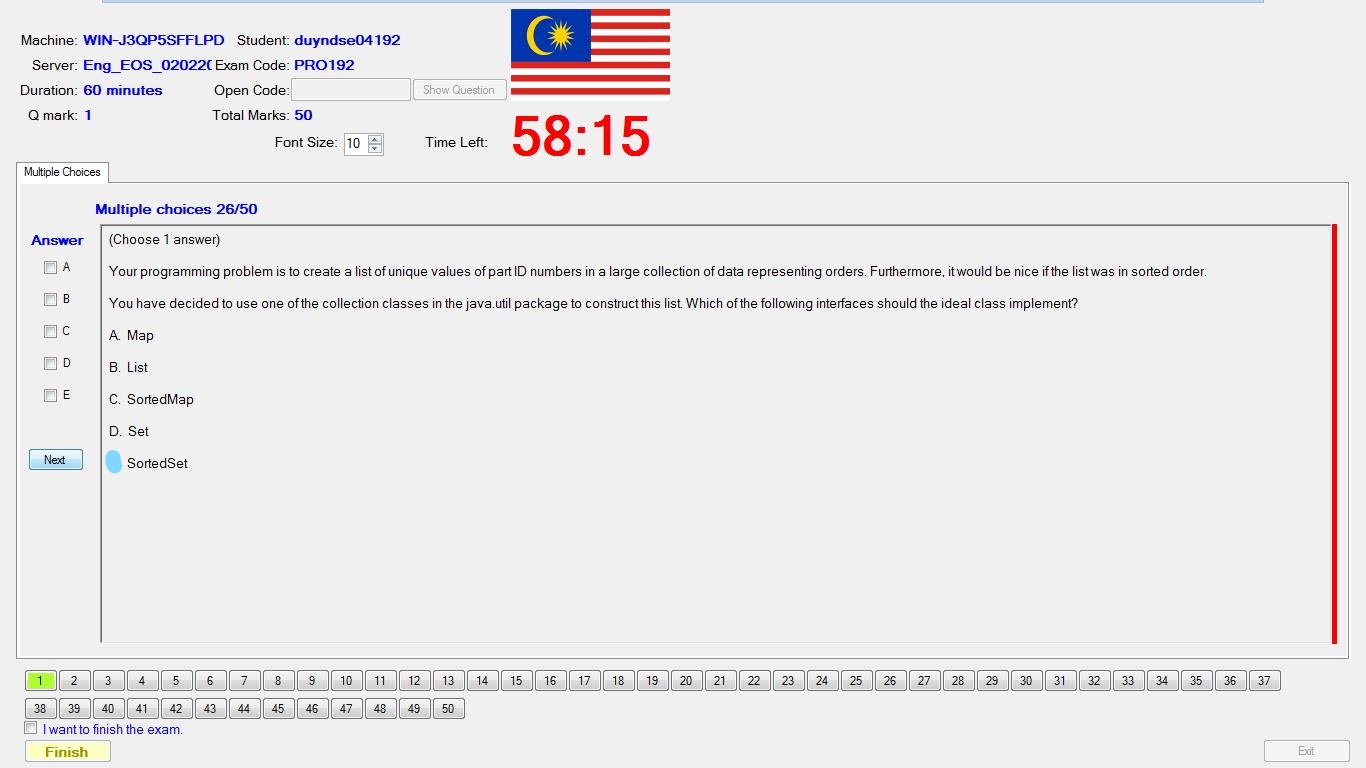 Machine: WIN-J3QP5SFFLPD Student: duyndse04192
Server: Eng_EOS_020220 Exam Code: PRO192
Duration: 60 minutes Open Code: Show Question
Q mark: 1 Total Marks: 50
Font Size: 10 Time Left: 58:15
Multiple Choices
Multiple choices 26/50
Answer
(Choose 1 answer)
A
Your programming problem is to create a list of unique values of part ID numbers in a large collection of data representing orders. Furthermore, it would be nice if the list was in sorted order.
B
You have decided to use one of the collection classes in the java.util package to construct this list. Which of the following interfaces should the ideal class implement?
C
A. Map
D
B. List
E
C. SortedMap
D. Set
Next
SortedSet
1 2 3 4 5 6 7 8 9 10 11 12 13 14 15 16 17 18 19 20 21 22 23 24 25 26 27 28 29 30 31 32 33 34 35 36 37
38 39 40 41 42 43 44 45 46 47 48 49 50
I want to finish the exam.
Finish Exit